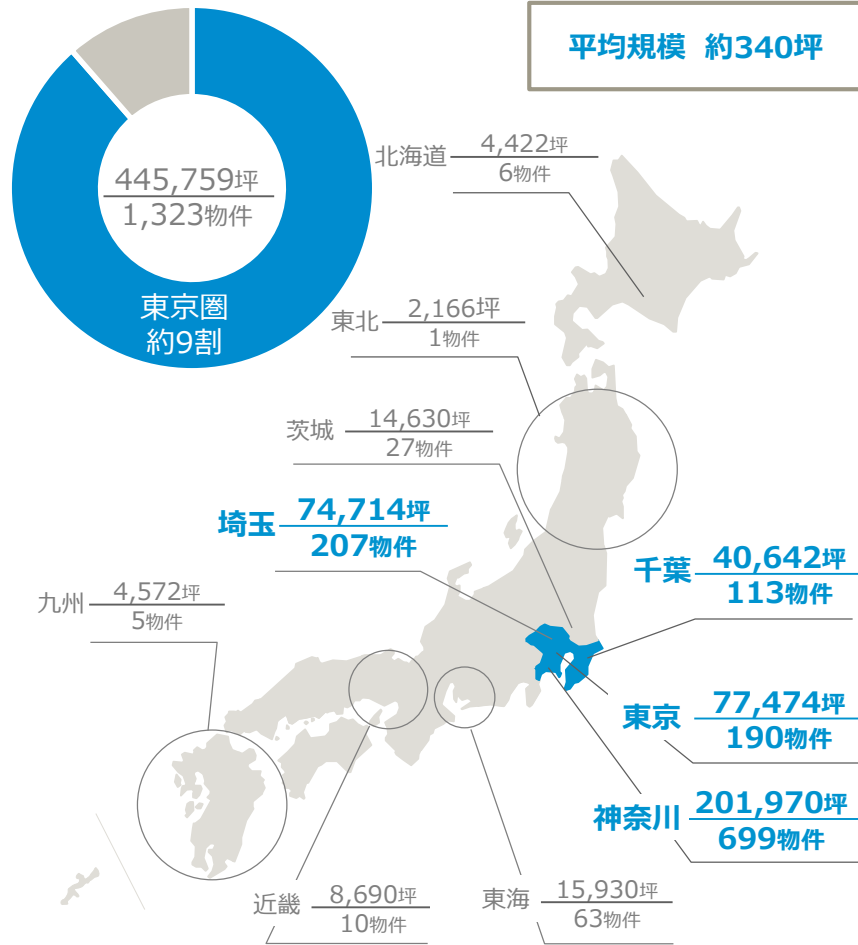 平均規模 約340坪
445,759坪
1,323物件
東京圏
約9割
北海道 4,422坪
6物件
東北 2,166坪
1物件
茨城 14,630坪
27物件
埼玉 74,714坪
207物件
千葉 40,642坪
113物件
九州 4,572坪
5物件
東京 77,474坪
190物件
神奈川 201,970坪
699物件
近畿 8,690坪
10物件
東海 15,930坪
63物件